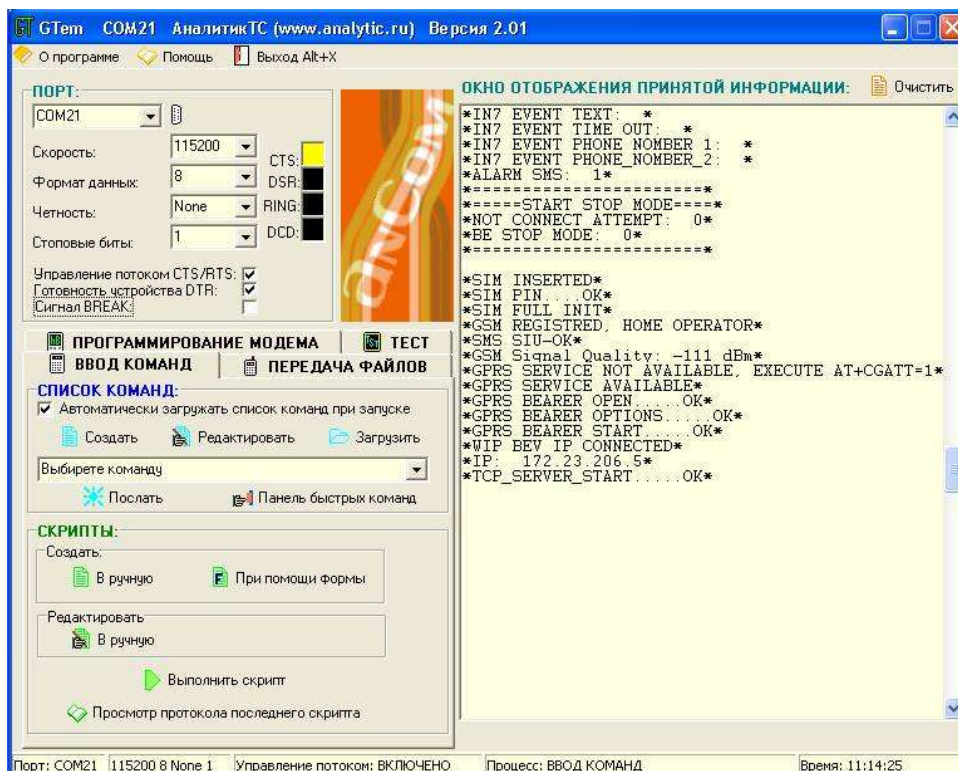 GTem COM21 АналитикТС (www.analytic.ru) Версия 2.01
О программе Помощь Выход Alt+X
ПОРТ:
COM21
Скорость: 115200
Формат данных: 8
Четность: None
Стоповые биты: 1
CTS:
DSR:
RING:
DCD:
Управление потоком CTS/RTS:
Готовность устройства DTR:
Сигнал BREAK:
ANCOM
ПРОГРАММИРОВАНИЕ МОДЕМА ТЕСТ
ВВОД КОМАНД ПЕРЕДАЧА ФАЙЛОВ
СПИСОК КОМАНД:
Автоматически загружать список команд при запуске
Создать Редактировать Загрузить
Выбирете команду
Послать Панель быстрых команд
СКРИПТЫ:
Создать:
В ручную При помощи формы
Редактировать
В ручную
Выполнить скрипт
Просмотр протокола последнего скрипта
ОКНО ОТОБРАЖЕНИЯ ПРИНЯТОЙ ИНФОРМАЦИИ: Очистить
*IN7 EVENT TEXT: *
*IN7 EVENT TIME OUT: *
*IN7 EVENT PHONE NOMBER 1: *
*IN7 EVENT PHONE_NOMBER_2: *
*ALARM SMS: 1*
*=========================*
*=====START STOP MODE====*
*NOT CONNECT ATTEMPT: 0*
*BE STOP MODE: 0*
*=========================*
*SIM INSERTED*
*SIM PIN....OK*
*SIM FULL INIT*
*GSM REGISTRED, HOME OPERATOR*
*SMS SIU-OK*
*GSM Signal Quality: -111 dBm*
*GPRS SERVICE NOT AVAILABLE, EXECUTE AT+CGATT=1*
*GPRS SERVICE AVAILABLE*
*GPRS BEARER OPEN.....OK*
*GPRS BEARER OPTIONS.....OK*
*GPRS BEARER START.....OK*
*WIP BEV IP CONNECTED*
*IP: 172.23.206.5*
*TCP_SERVER_START.....OK*
Порт: COM21 115200 8 None 1 Управление потоком: ВКЛЮЧЕНО Процесс: ВВОД КОМАНД Время: 11:14:25